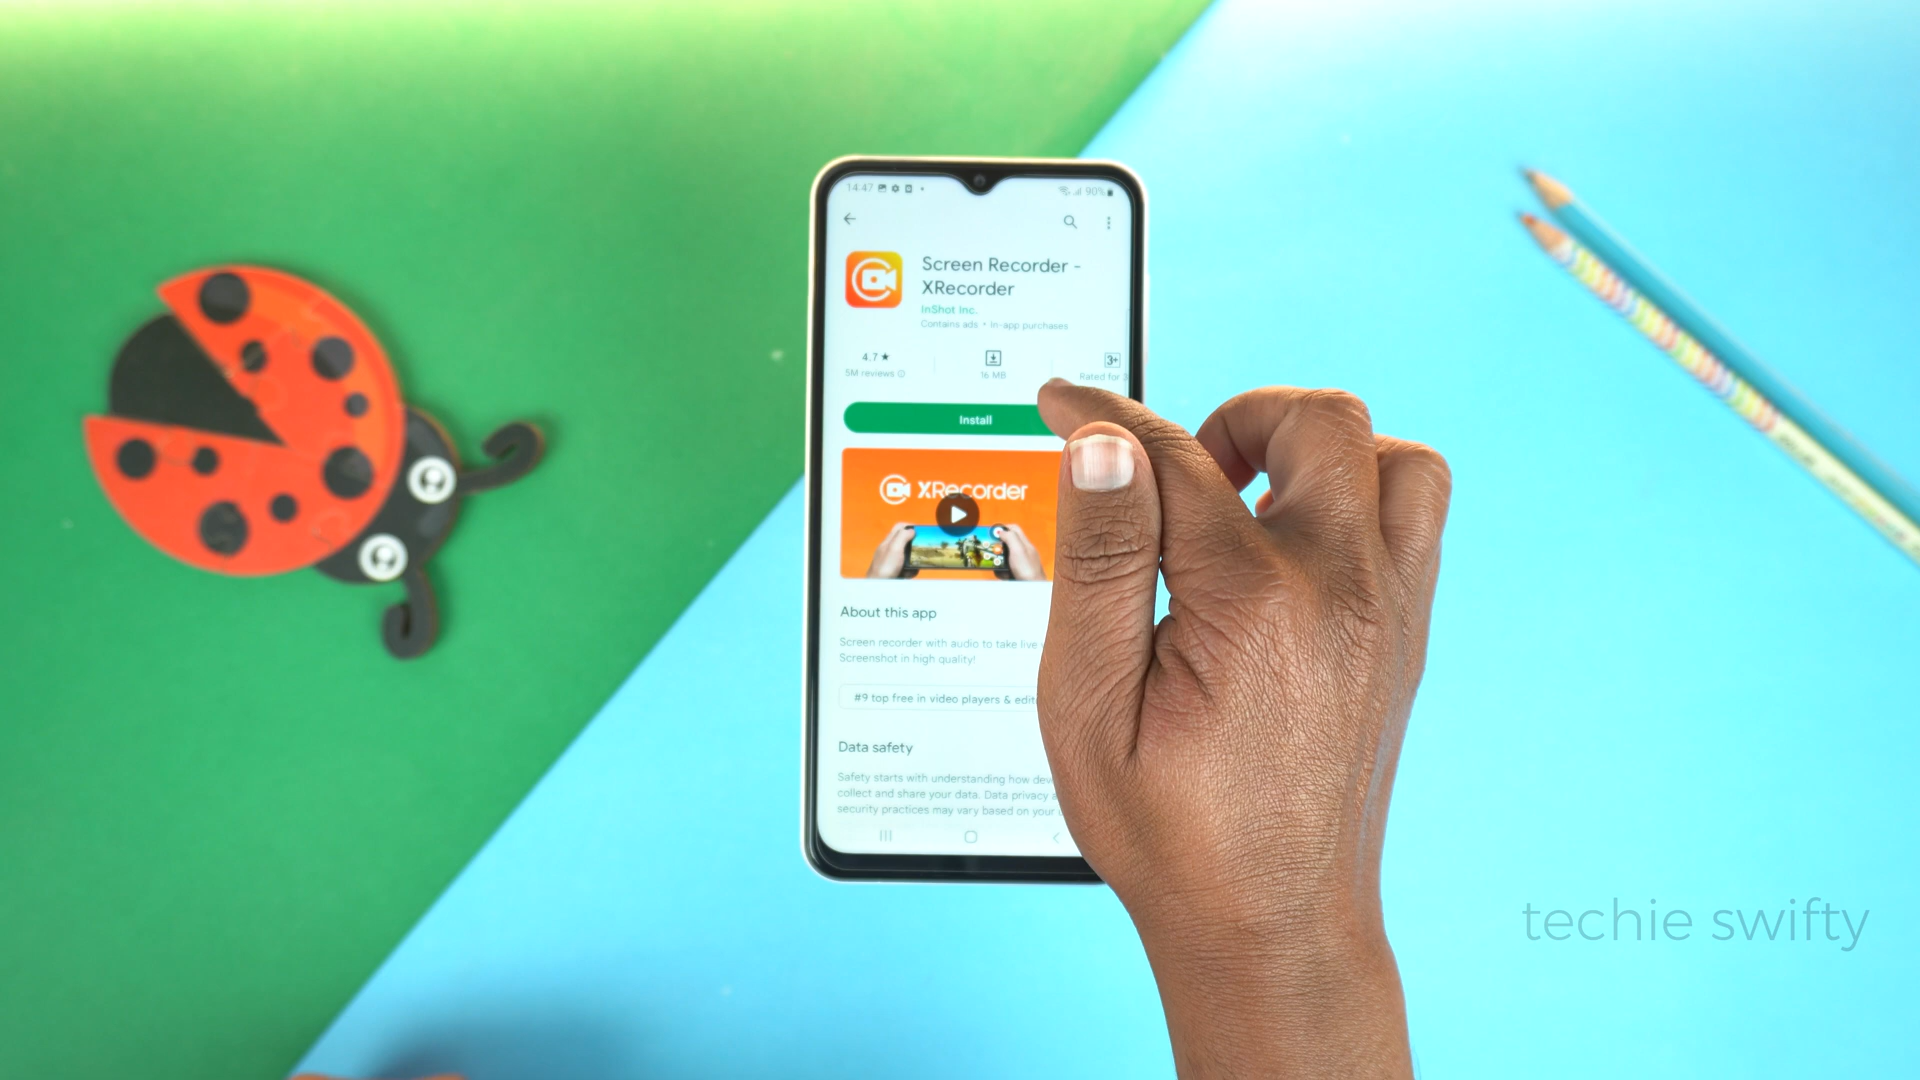 14:47
90%
Screen Recorder -
XRecorder
InShot Inc.
Contains ads • In-app purchases
4.7 ★
5M reviews
16 MB
3+
Rated for 3
Install
XRecorder
About this app
Screen recorder with audio to take live
Screenshot in high quality!
#9 top free in video players & edit
Data safety
Safety starts with understanding how dev
collect and share your data. Data privacy a
security practices may vary based on your
techie swifty